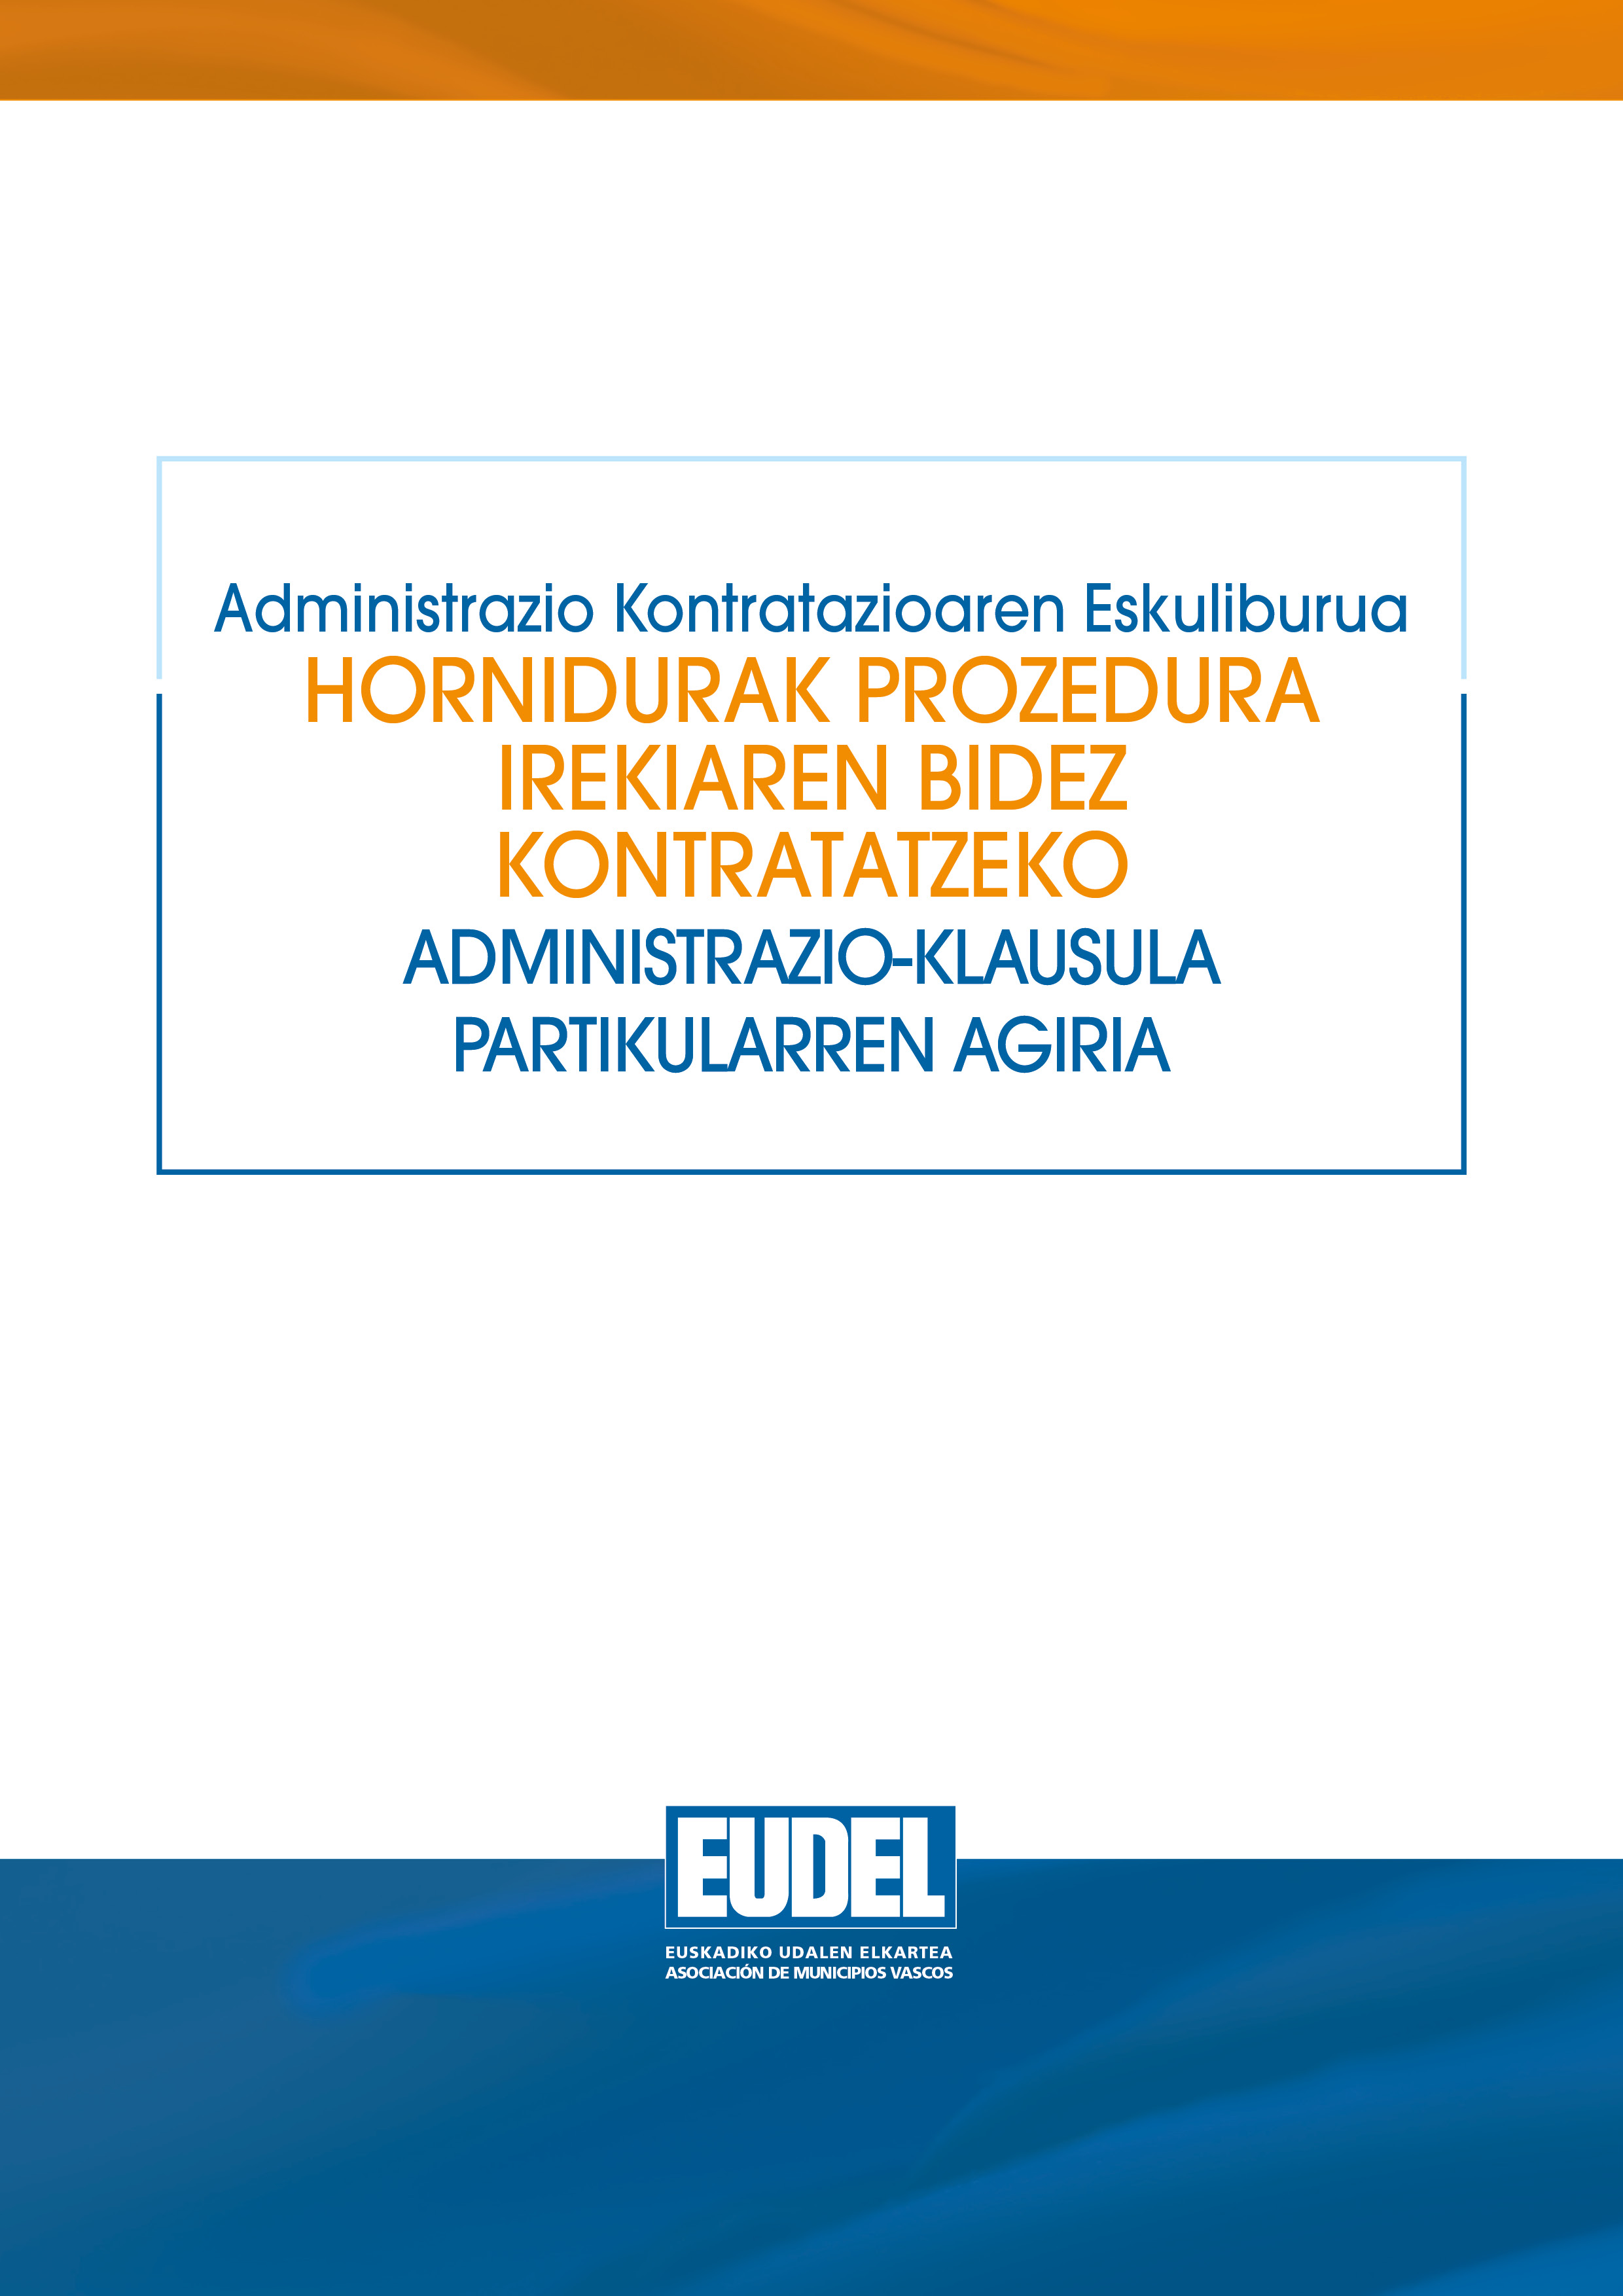 Administrazio Kontratazioaren Eskuliburua
HORNIDURAK PROZEDURA
IREKIAREN BIDEZ
KONTRATATZEKO
ADMINISTRAZIO-KLAUSULA
PARTIKULARREN AGIRIA
EUDEL
EUSKADIKO UDALEN ELKARTEA
ASOCIACIÓN DE MUNICIPIOS VASCOS